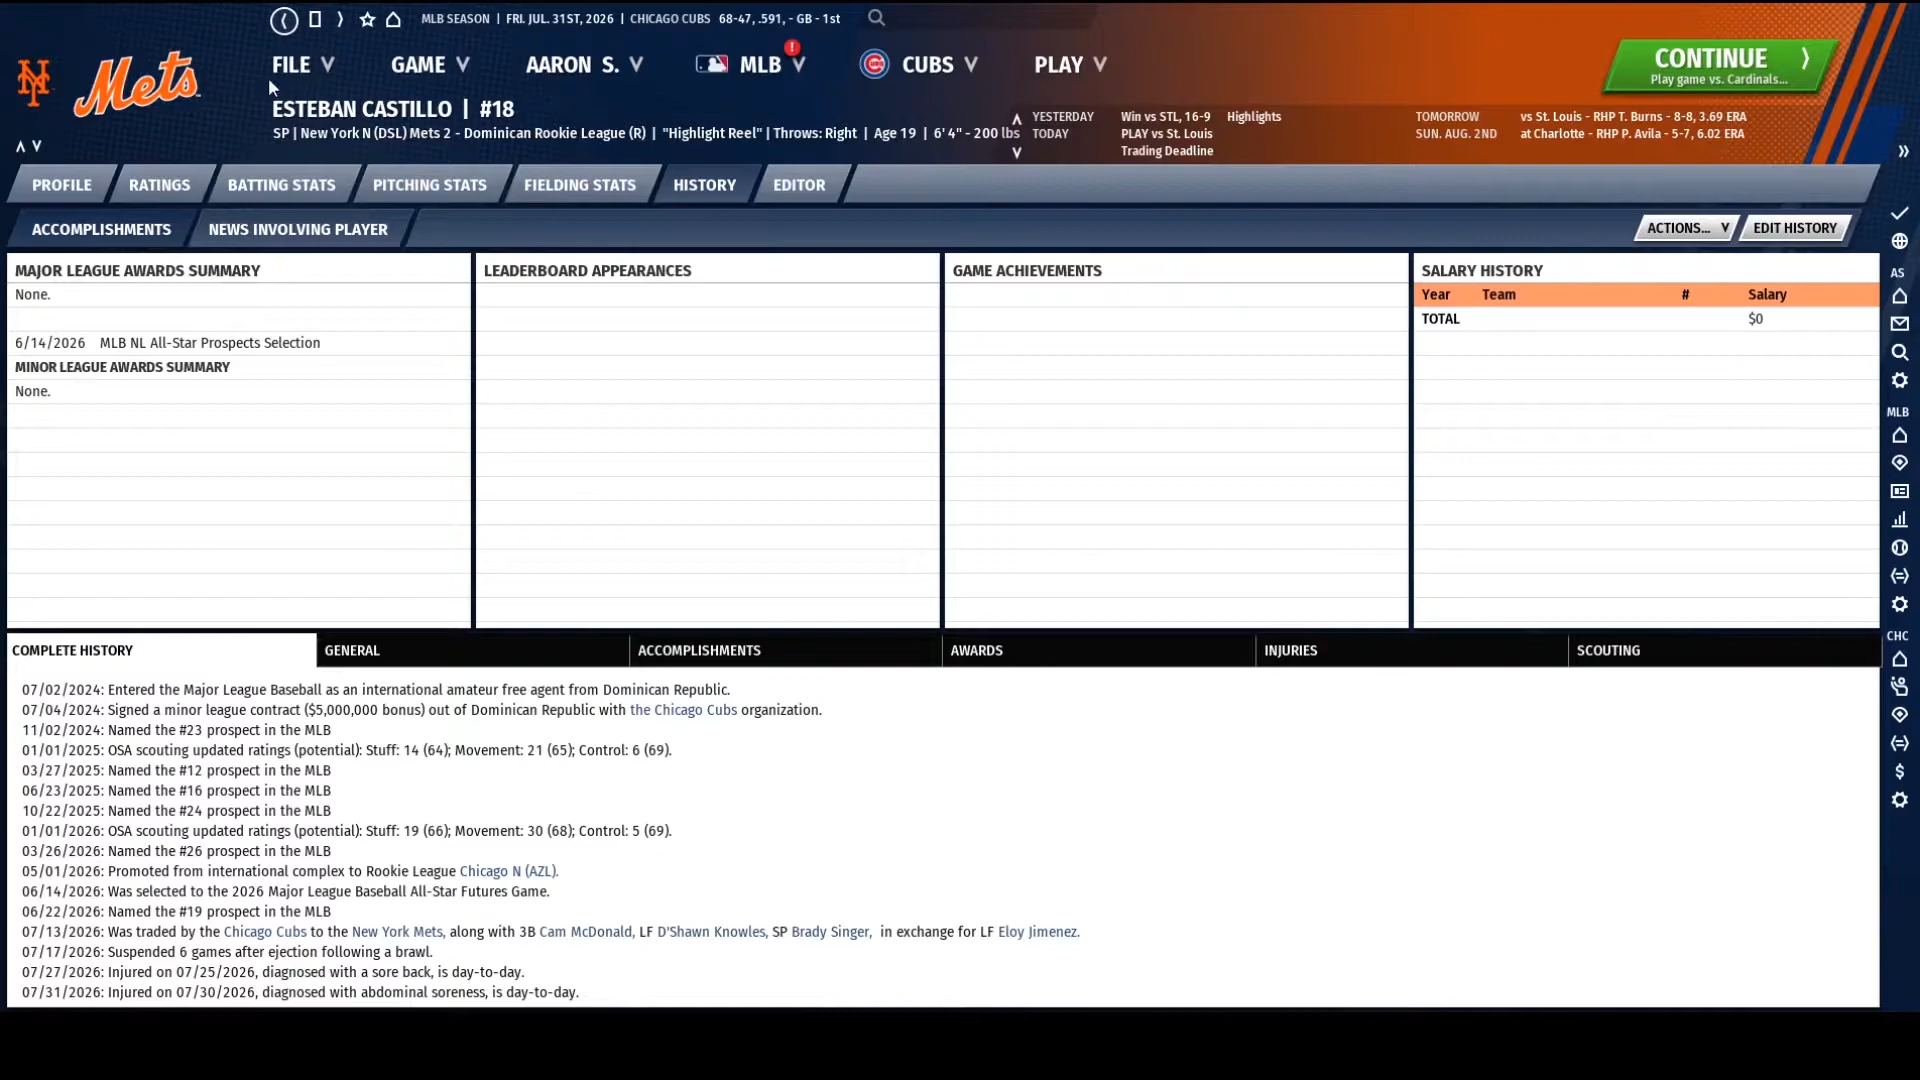 MLB SEASON | FRI. JUL. 31ST, 2026 | CHICAGO CUBS 68-47, .591, - GB - 1st
Mets
FILE GAME AARON S. MLB CUBS PLAY
CONTINUE
Play game vs. Cardinals...
ESTEBAN CASTILLO | #18
SP | New York N (DSL) Mets 2 - Dominican Rookie League (R) | "Highlight Reel" | Throws: Right | Age 19 | 6' 4" - 200 lbs
YESTERDAY Win vs STL, 16-9 Highlights TOMORROW vs St. Louis - RHP T. Burns - 8-8, 3.69 ERA
TODAY PLAY vs St. Louis SUN. AUG. 2ND at Charlotte - RHP P. Avila - 5-7, 6.02 ERA
Trading Deadline
PROFILE RATINGS BATTING STATS PITCHING STATS FIELDING STATS HISTORY EDITOR
ACCOMPLISHMENTS NEWS INVOLVING PLAYER ACTIONS... EDIT HISTORY
MAJOR LEAGUE AWARDS SUMMARY LEADERBOARD APPEARANCES GAME ACHIEVEMENTS SALARY HISTORY
None. Year Team # Salary
TOTAL $0
6/14/2026 MLB NL All-Star Prospects Selection
MINOR LEAGUE AWARDS SUMMARY
None.
AS
MLB
CHC
COMPLETE HISTORY GENERAL ACCOMPLISHMENTS AWARDS INJURIES SCOUTING
07/02/2024: Entered the Major League Baseball as an international amateur free agent from Dominican Republic.
07/04/2024: Signed a minor league contract ($5,000,000 bonus) out of Dominican Republic with the Chicago Cubs organization.
11/02/2024: Named the #23 prospect in the MLB
01/01/2025: OSA scouting updated ratings (potential): Stuff: 14 (64); Movement: 21 (65); Control: 6 (69).
03/27/2025: Named the #12 prospect in the MLB
06/23/2025: Named the #16 prospect in the MLB
10/22/2025: Named the #24 prospect in the MLB
01/01/2026: OSA scouting updated ratings (potential): Stuff: 19 (66); Movement: 30 (68); Control: 5 (69).
03/26/2026: Named the #26 prospect in the MLB
05/01/2026: Promoted from international complex to Rookie League Chicago N (AZL).
06/14/2026: Was selected to the 2026 Major League Baseball All-Star Futures Game.
06/22/2026: Named the #19 prospect in the MLB
07/13/2026: Was traded by the Chicago Cubs to the New York Mets, along with 3B Cam McDonald, LF D'Shawn Knowles, SP Brady Singer, in exchange for LF Eloy Jimenez.
07/17/2026: Suspended 6 games after ejection following a brawl.
07/27/2026: Injured on 07/25/2026, diagnosed with a sore back, is day-to-day.
07/31/2026: Injured on 07/30/2026, diagnosed with abdominal soreness, is day-to-day.